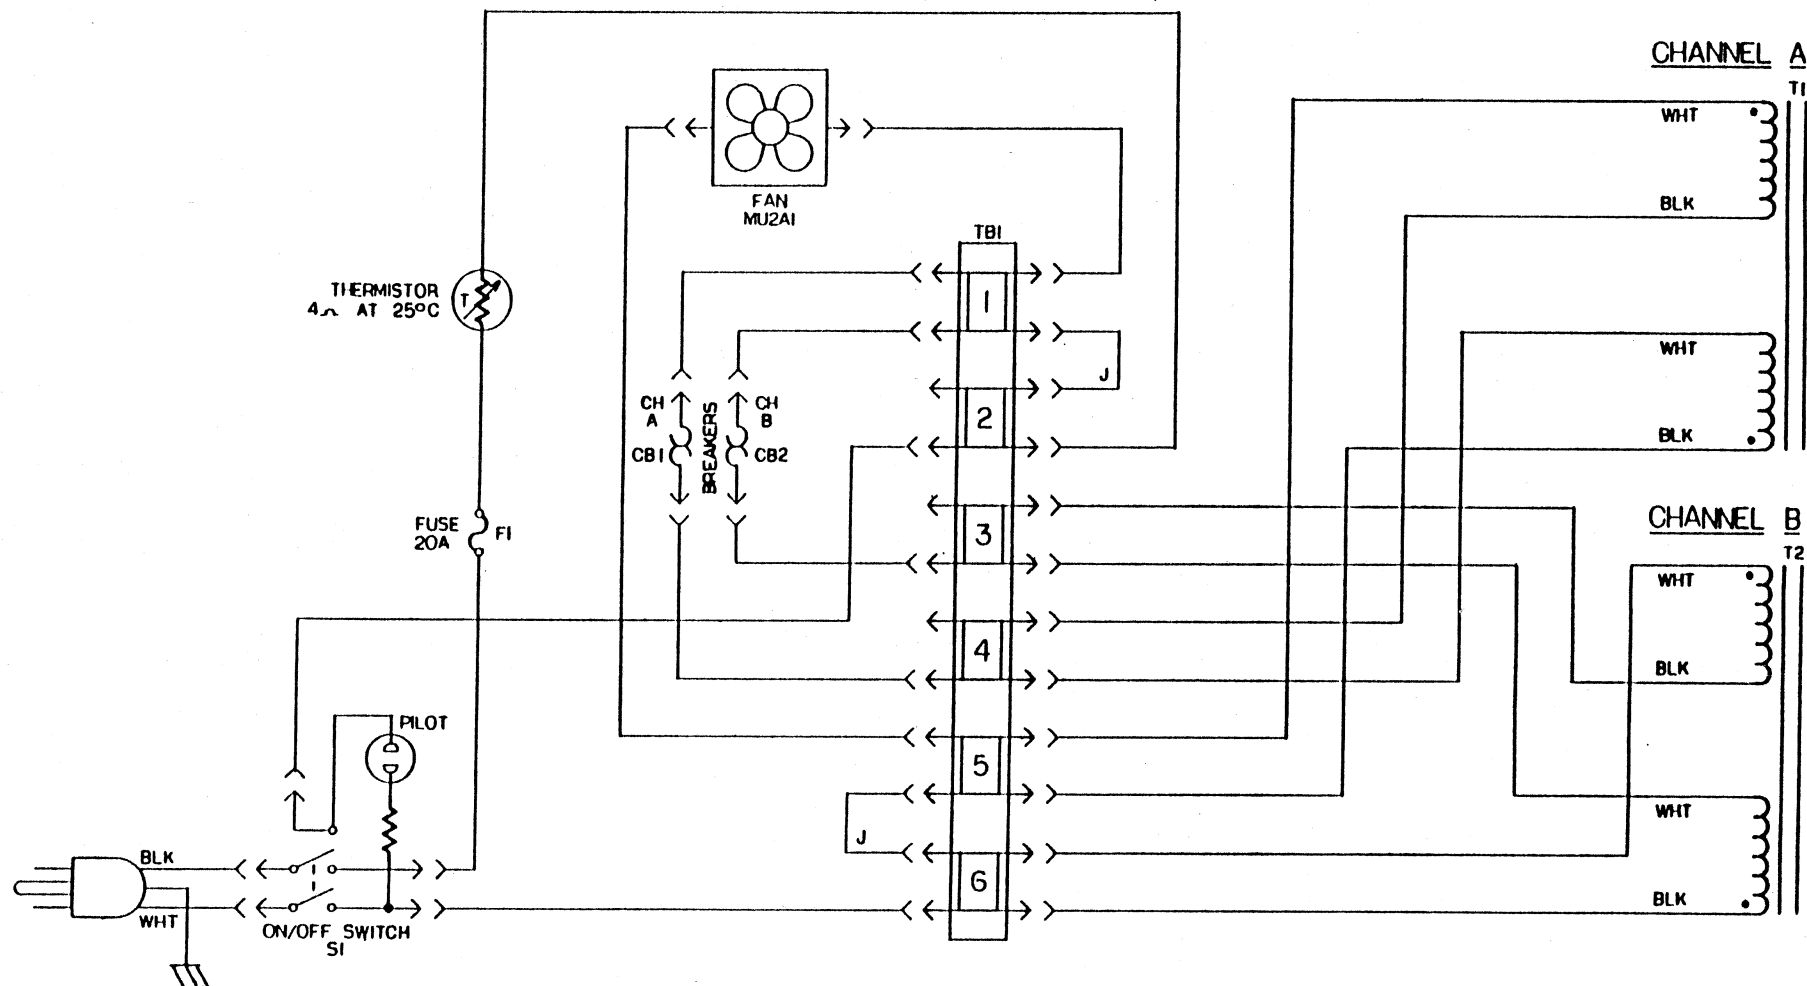 CHANNEL A
T1
WHT
BLK
WHT
BLK
FAN
MU2A1
TB1
1
2
3
4
5
6
J
J
THERMISTOR
4Ω AT 25°C
T
CH
A
CB1
BREAKERS
CH
B
CB2
FUSE
20A
F1
CHANNEL B
T2
WHT
BLK
WHT
BLK
PILOT
BLK
WHT
ON/OFF SWITCH
S1